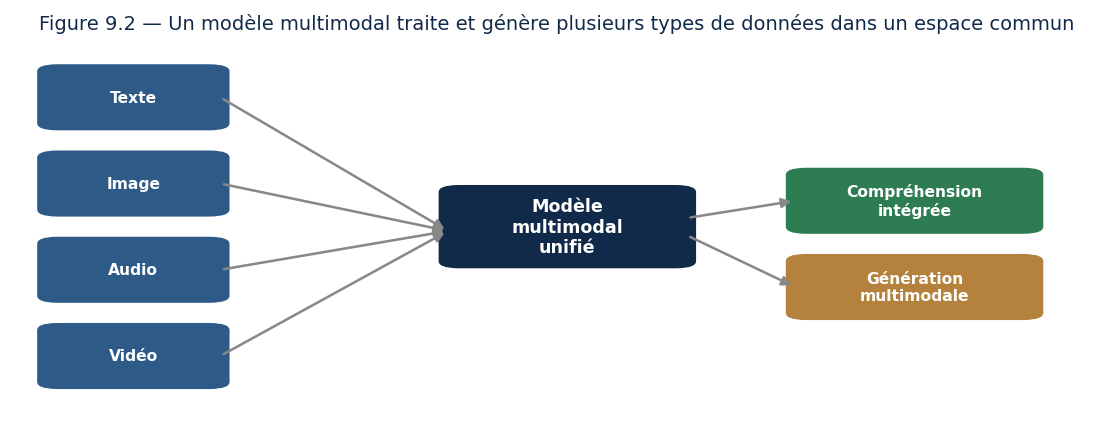 Figure 9.2 — Un modèle multimodal traite et génère plusieurs types de données dans un espace commun
Texte
Image
Audio
Vidéo
Modèle
multimodal
unifié
Compréhension
intégrée
Génération
multimodale